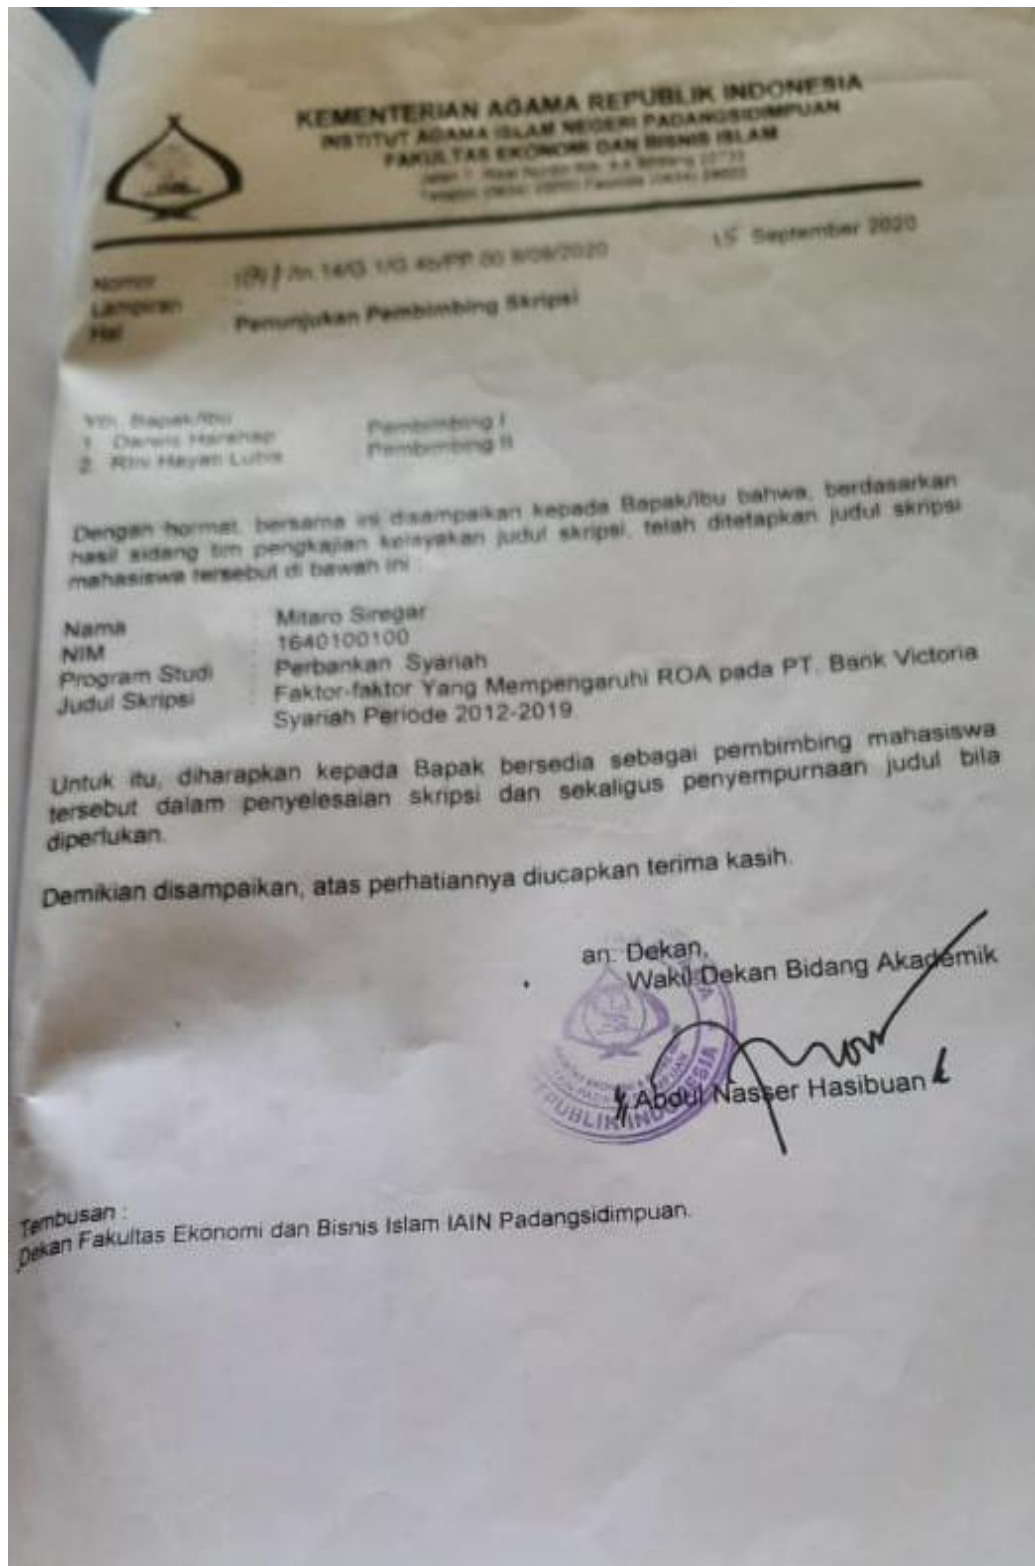 KEMENTERIAN AGAMA REPUBLIK INDONESIA
INSTITUT AGAMA ISLAM NEGERI PADANGSIDIMPUAN
FAKULTAS EKONOMI DAN BISNIS ISLAM
Nomor
15 September 2020
Lampiran
Hal : Penunjukan Pembimbing Skripsi
Yth. Bapak/Ibu
1. Darwis Harahap : Pembimbing I
2. Rini Hayati Lubis : Pembimbing II
Dengan hormat, bersama ini disampaikan kepada Bapak/Ibu bahwa, berdasarkan
hasil sidang tim pengkajian kelayakan judul skripsi, telah ditetapkan judul skripsi
mahasiswa tersebut di bawah ini :
Nama : Mitaro Siregar
NIM : 1640100100
Program Studi : Perbankan Syariah
Judul Skripsi : Faktor-faktor Yang Mempengaruhi ROA pada PT. Bank Victoria
Syariah Periode 2012-2019.
Untuk itu, diharapkan kepada Bapak bersedia sebagai pembimbing mahasiswa
tersebut dalam penyelesaian skripsi dan sekaligus penyempurnaan judul bila
diperlukan.
Demikian disampaikan, atas perhatiannya diucapkan terima kasih.
an. Dekan,
Wakil Dekan Bidang Akademik
Abdul Nasser Hasibuan
REPUBLIK INDONESIA
Tembusan :
Dekan Fakultas Ekonomi dan Bisnis Islam IAIN Padangsidimpuan.